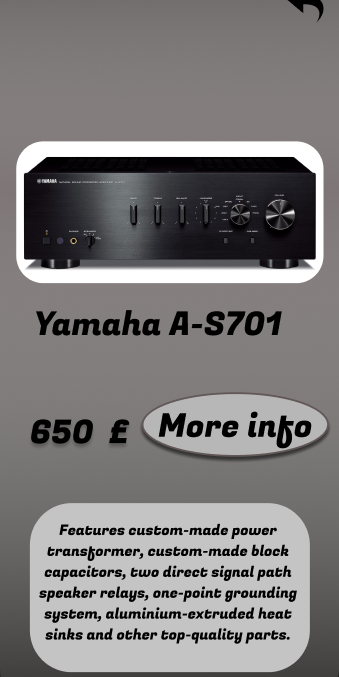 YAMAHA
Yamaha A-S701
650 £
More info
Features custom-made power
transformer, custom-made block
capacitors, two direct signal path
speaker relays, one-point grounding
system, aluminium-extruded heat
sinks and other top-quality parts.